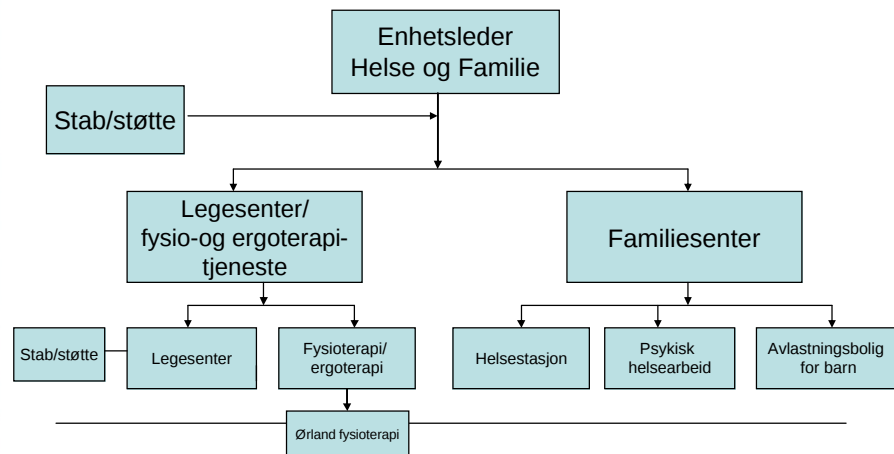 Enhetsleder
Helse og Familie
Stab/støtte
Legesenter/
fysio-og ergoterapi-
tjeneste
Familiesenter
Stab/støtte
Legesenter
Fysioterapi/
ergoterapi
Helsestasjon
Psykisk
helsearbeid
Avlastningsbolig
for barn
Ørland fysioterapi